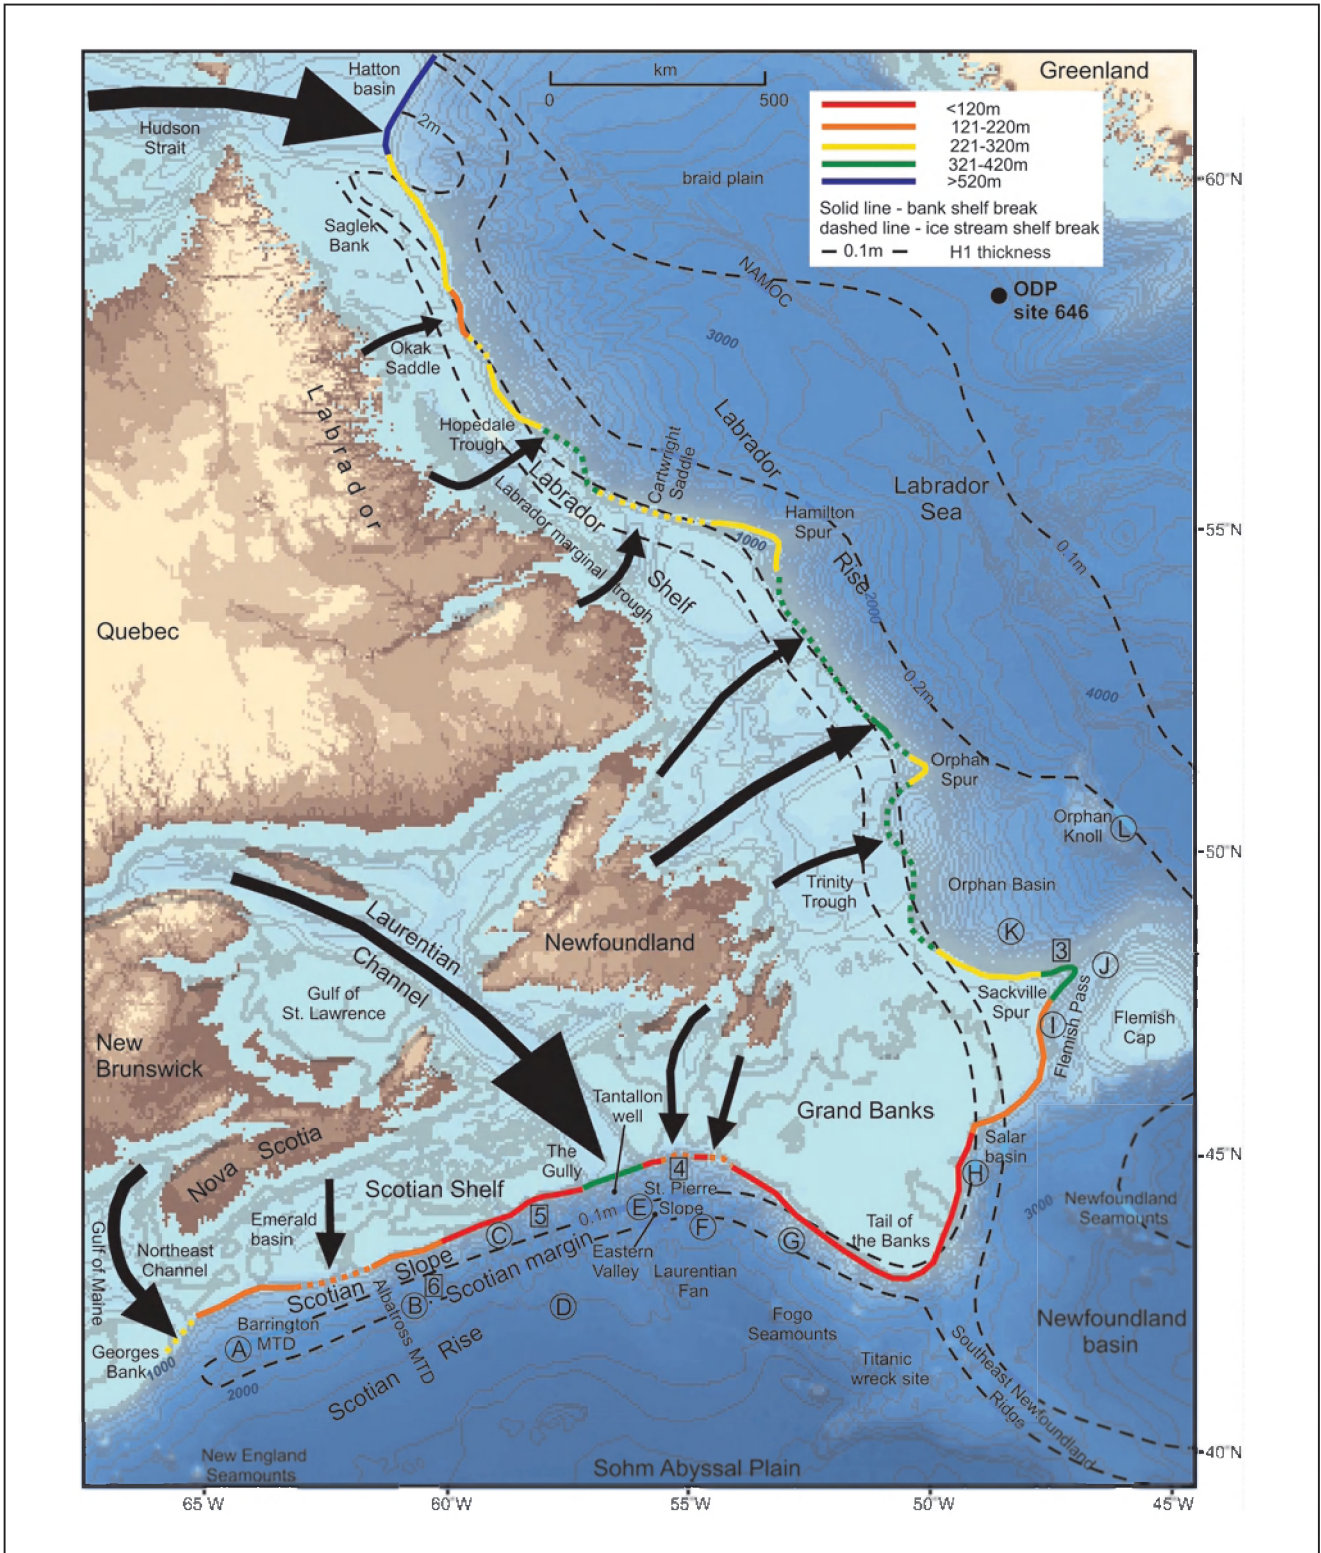 Hatton
basin
km
0
500
Greenland
<120m
121-220m
221-320m
321-420m
>520m
Solid line - bank shelf break
dashed line - ice stream shelf break
0.1m
H1 thickness
Hudson
Strait
2m
braid plain
60°N
Saglek
Bank
NAMOC
ODP
site 646
3000
Okak
Saddle
Labrador
Hopedale
Trough
Labrador
Cartwright
Saddle
Labrador
Sea
Labrador
Labrador marginal trough
Hamilton
Spur
55°N
1000
0.1m
Shelf
Rise
2000
Quebec
0.2m
4000
Orphan
Spur
Orphan
Knoll
L
50°N
Trinity
Trough
Orphan Basin
Laurentian
Channel
Newfoundland
K
3
J
Gulf of
St. Lawrence
Sackville
Spur
I
Flemish Pass
Flemish
Cap
New
Brunswick
Tantallon
well
Grand Banks
Nova Scotia
The
Gully
Salar
basin
45°N
4
H
Scotian Shelf
St. Pierre
Slope
3000
Newfoundland
Seamounts
Emerald
basin
5
0.1m
E
F
C
G
Tail of
the Banks
Gulf of Maine
Northeast
Channel
Slope
Scotian
Scotian margin
Eastern
Valley
Laurentian
Fan
6
B
D
Albatross MTD
Barrington
MTD
A
Fogo
Seamounts
Newfoundland
basin
Georges
Bank
1000
Titanic
wreck site
Southeast Newfoundland
Ridge
2000
Scotian Rise
New England
Seamounts
Sohm Abyssal Plain
40°N
65°W
60°W
55°W
50°W
45°W